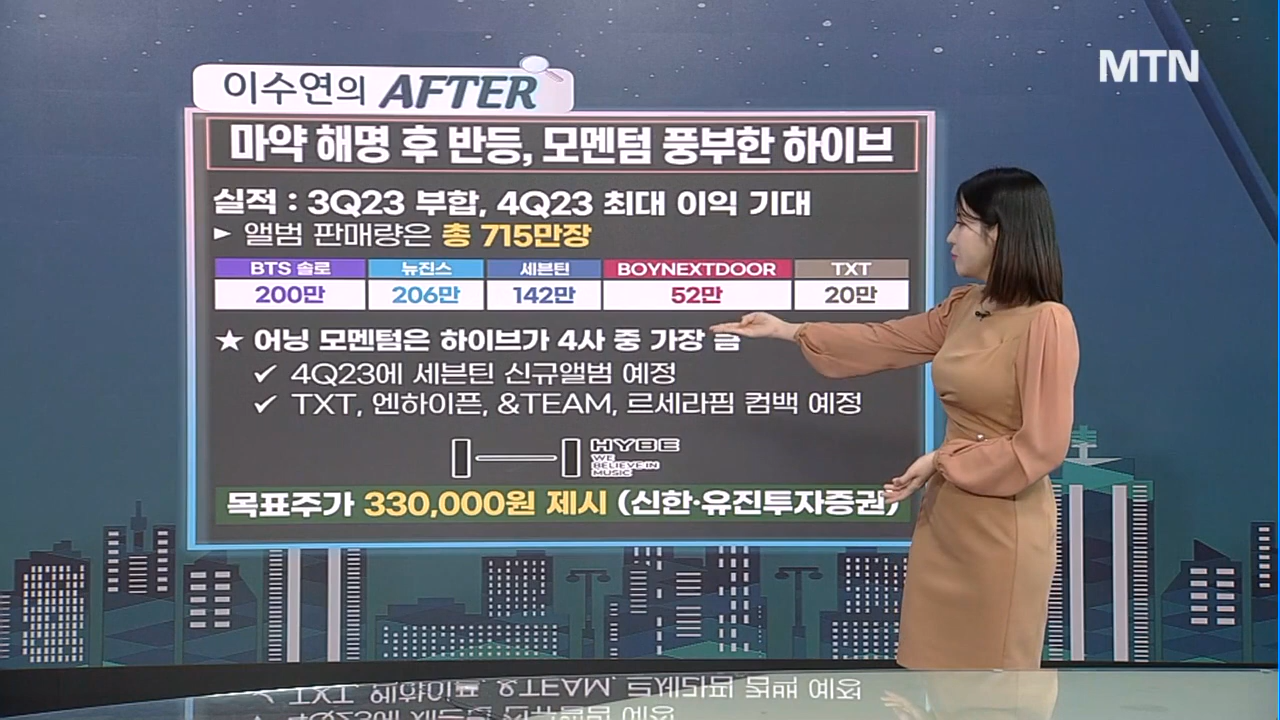 MTN
이수연의 AFTER
마약 해명 후 반등, 모멘텀 풍부한 하이브
실적 : 3Q23 부합, 4Q23 최대 이익 기대
► 앨범 판매량은 총 715만장
BTS 솔로 뉴진스 세븐틴 BOYNEXTDOOR TXT
200만 206만 142만 52만 20만
★ 어닝 모멘텀은 하이브가 4사 중 가장 클
✓ 4Q23에 세븐틴 신규앨범 예정
✓ TXT, 엔하이픈, &TEAM, 르세라핌 컴백 예정
HYBE
WE
BELIEVE IN
MUSIC
목표주가 330,000원 제시 (신한·유진투자증권)